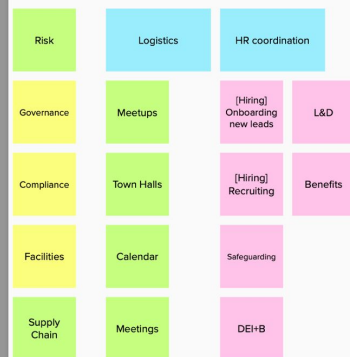 Risk
Logistics
HR coordination
Governance
Meetups
[Hiring]
Onboarding
new leads
L&D
Compliance
Town Halls
[Hiring]
Recruiting
Benefits
Facilities
Calendar
Safeguarding
Supply
Chain
Meetings
DEI+B